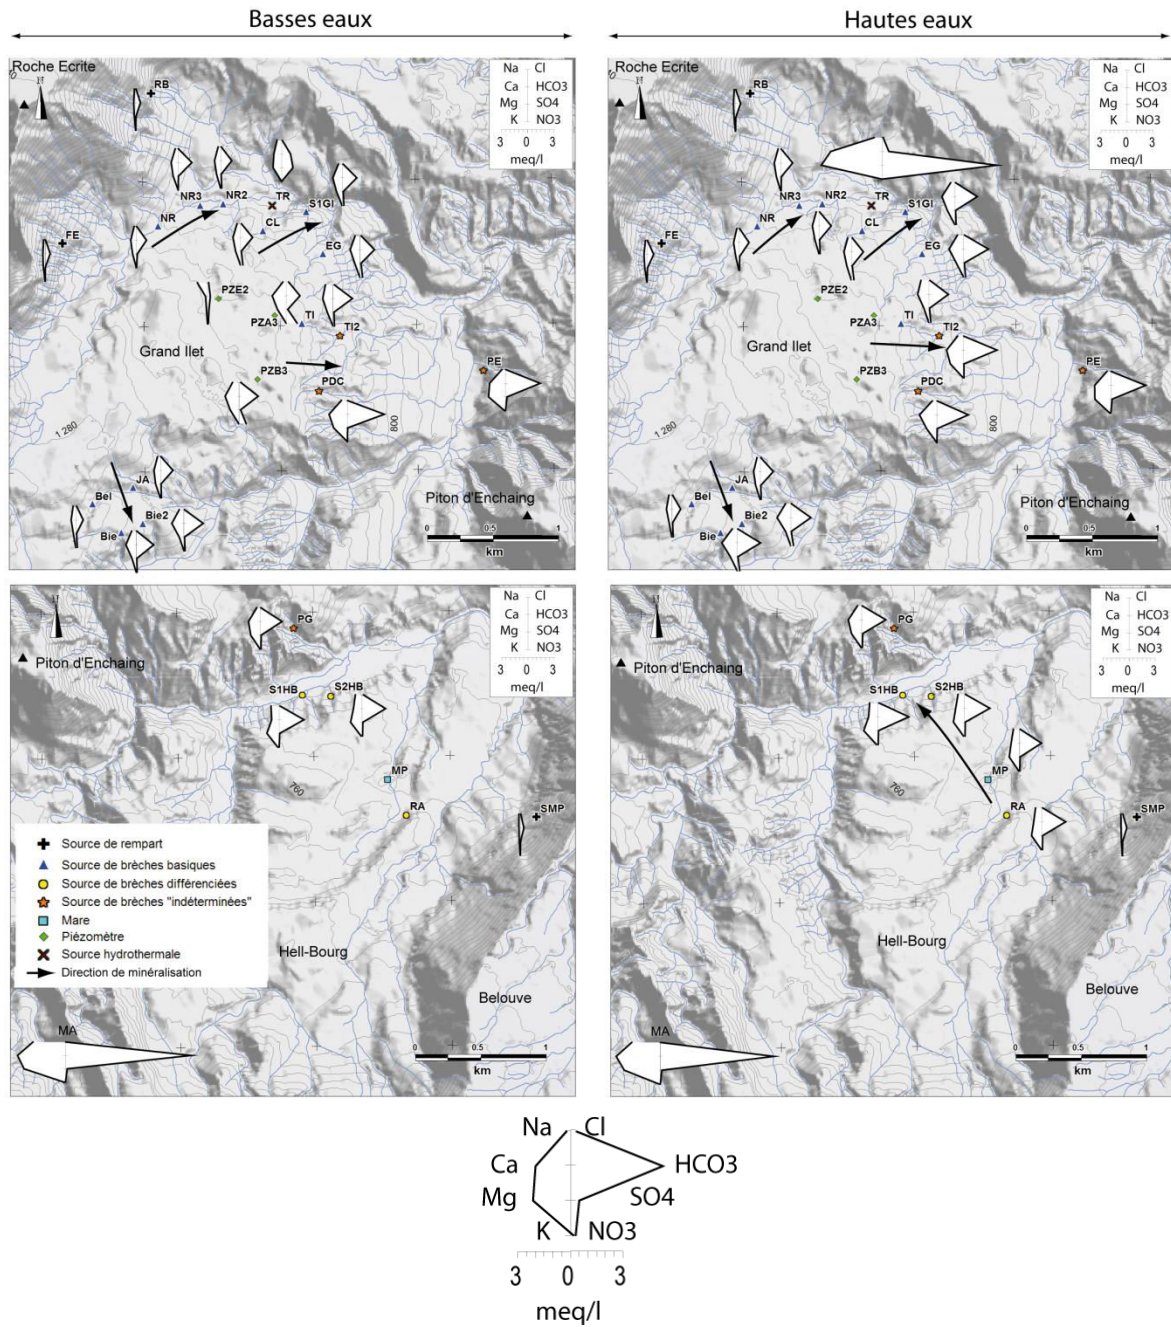 Basses eaux
Hautes eaux
Roche Ecrite
N
RB
Na Cl
Ca HCO3
Mg SO4
K NO3
3 0 3
meq/l
NR3
NR2
TR
S1GI
NR
CL
FE
EG
PZE2
PZA3
TI
TI2
Grand Ilet
PE
PZB3
PDC
1 280
800
JA
Bel
Piton d'Enchaing
Bie2
Bie
0 0.5 1
km
Roche Ecrite
N
RB
Na Cl
Ca HCO3
Mg SO4
K NO3
3 0 3
meq/l
NR3
NR2
TR
S1GI
NR
CL
FE
EG
PZE2
PZA3
TI
TI2
Grand Ilet
PE
PZB3
PDC
1 280
800
JA
Bel
Piton d'Enchaing
Bie2
Bie
0 0.5 1
km
N
PG
Na Cl
Ca HCO3
Mg SO4
K NO3
3 0 3
meq/l
Piton d'Enchaing
S1HB
S2HB
MP
760
RA
SMP
Source de rempart
Source de brèches basiques
Source de brèches différenciées
Source de brèches "indéterminées"
Mare
Piézomètre
Source hydrothermale
Direction de minéralisation
Hell-Bourg
Belouve
MA
0 0.5 1
km
N
PG
Na Cl
Ca HCO3
Mg SO4
K NO3
3 0 3
meq/l
Piton d'Enchaing
S1HB
S2HB
MP
760
RA
SMP
Hell-Bourg
Belouve
MA
0 0.5 1
km
Na Cl
Ca HCO3
Mg SO4
K NO3
3 0 3
meq/l